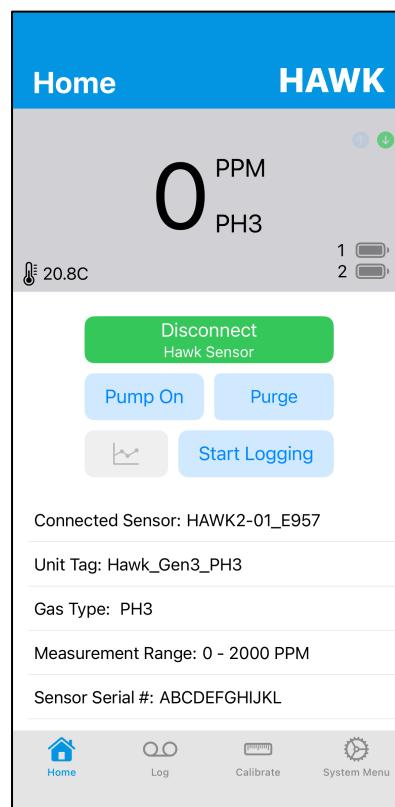 Home HAWK
0 PPM
PH3
1
20.8C 2
Disconnect
Hawk Sensor
Pump On Purge
Start Logging
Connected Sensor: HAWK2-01_E957
Unit Tag: Hawk_Gen3_PH3
Gas Type: PH3
Measurement Range: 0 - 2000 PPM
Sensor Serial #: ABCDEFGHIJKL
Home Log Calibrate System Menu